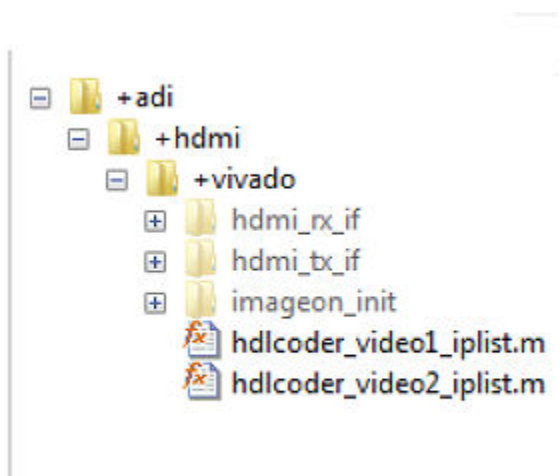 +adi
+hdmi
+vivado
hdmi_rx_if
hdmi_tx_if
imageon_init
hdlcoder_video1_iplist.m
hdlcoder_video2_iplist.m